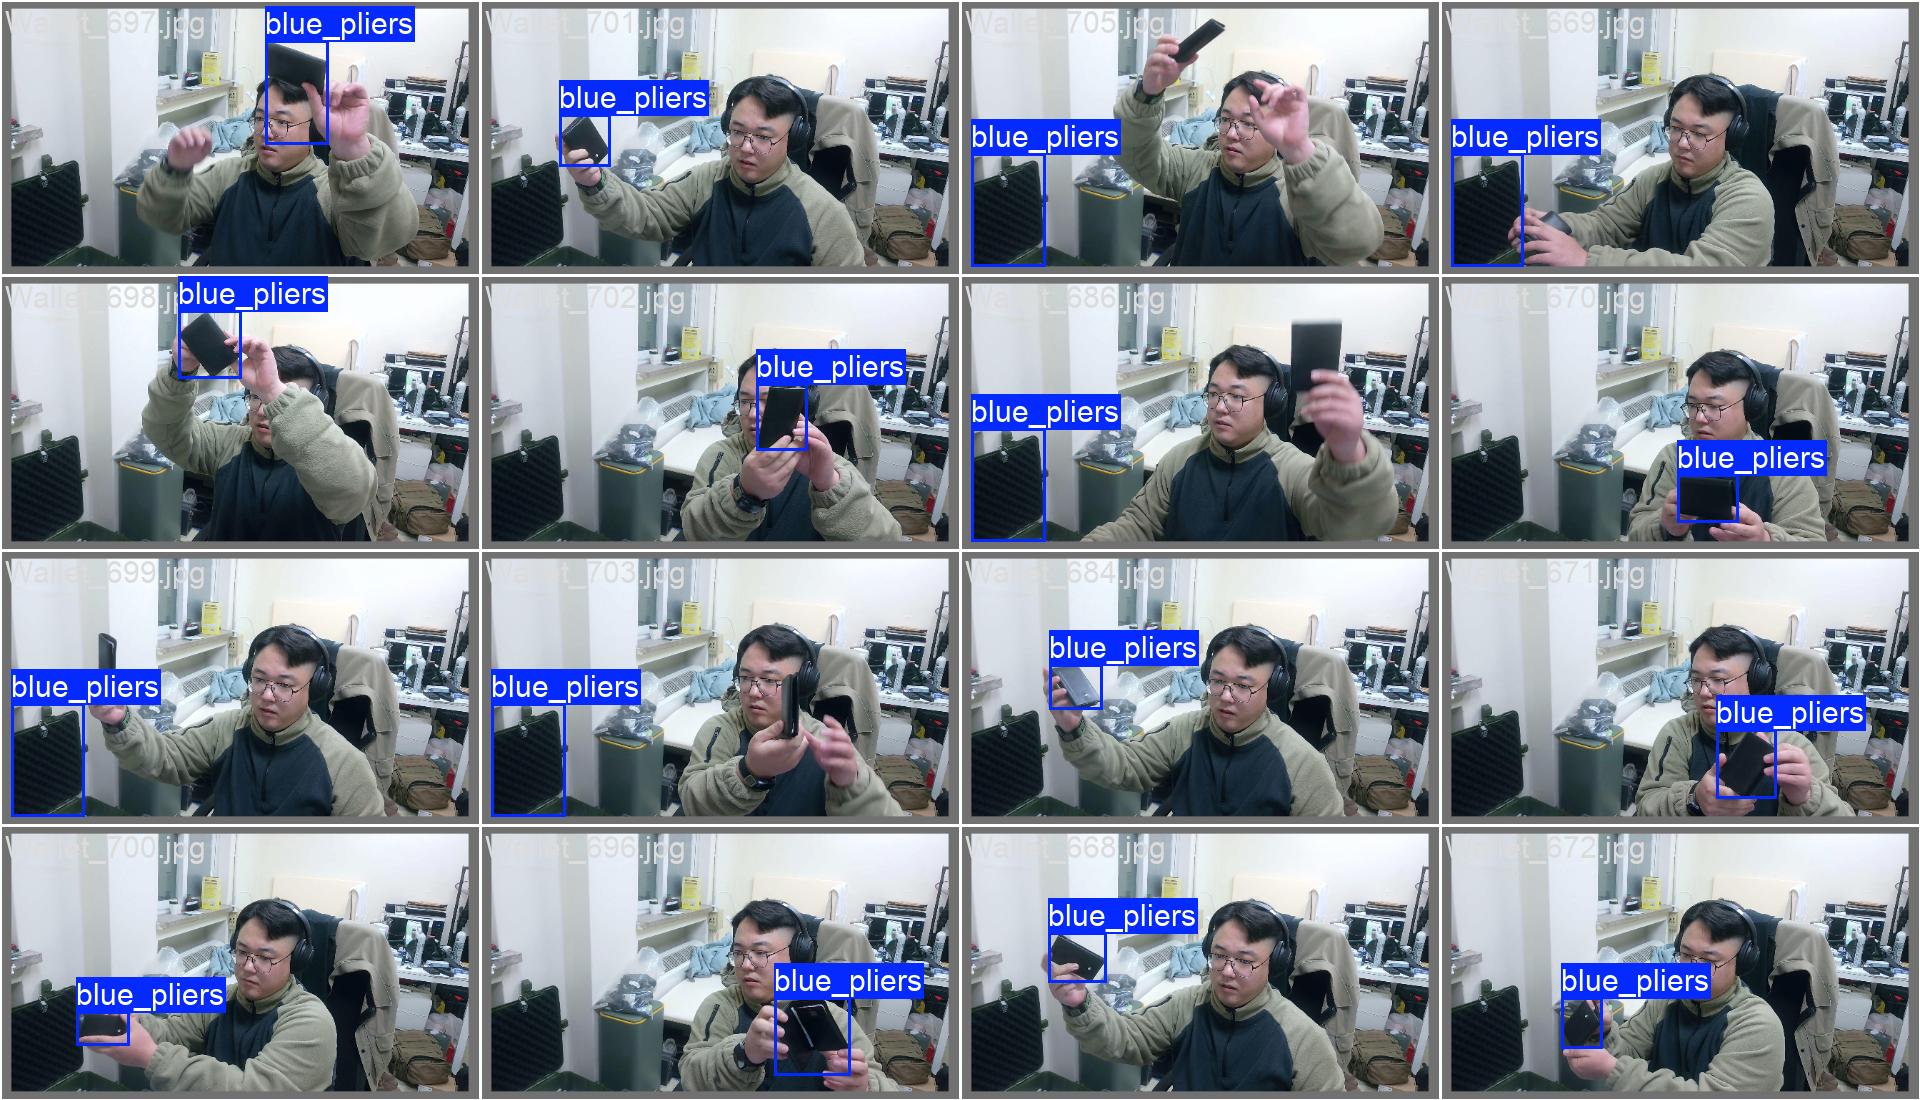 Wallet_697.jpg
blue_pliers
Wallet_701.jpg
blue_pliers
Wallet_705.jpg
blue_pliers
Wallet_669.jpg
blue_pliers
Wallet_698.jpg
blue_pliers
Wallet_702.jpg
blue_pliers
Wallet_686.jpg
blue_pliers
Wallet_670.jpg
blue_pliers
Wallet_699.jpg
blue_pliers
Wallet_703.jpg
blue_pliers
Wallet_684.jpg
blue_pliers
Wallet_671.jpg
blue_pliers
Wallet_700.jpg
blue_pliers
Wallet_696.jpg
blue_pliers
Wallet_668.jpg
blue_pliers
Wallet_672.jpg
blue_pliers